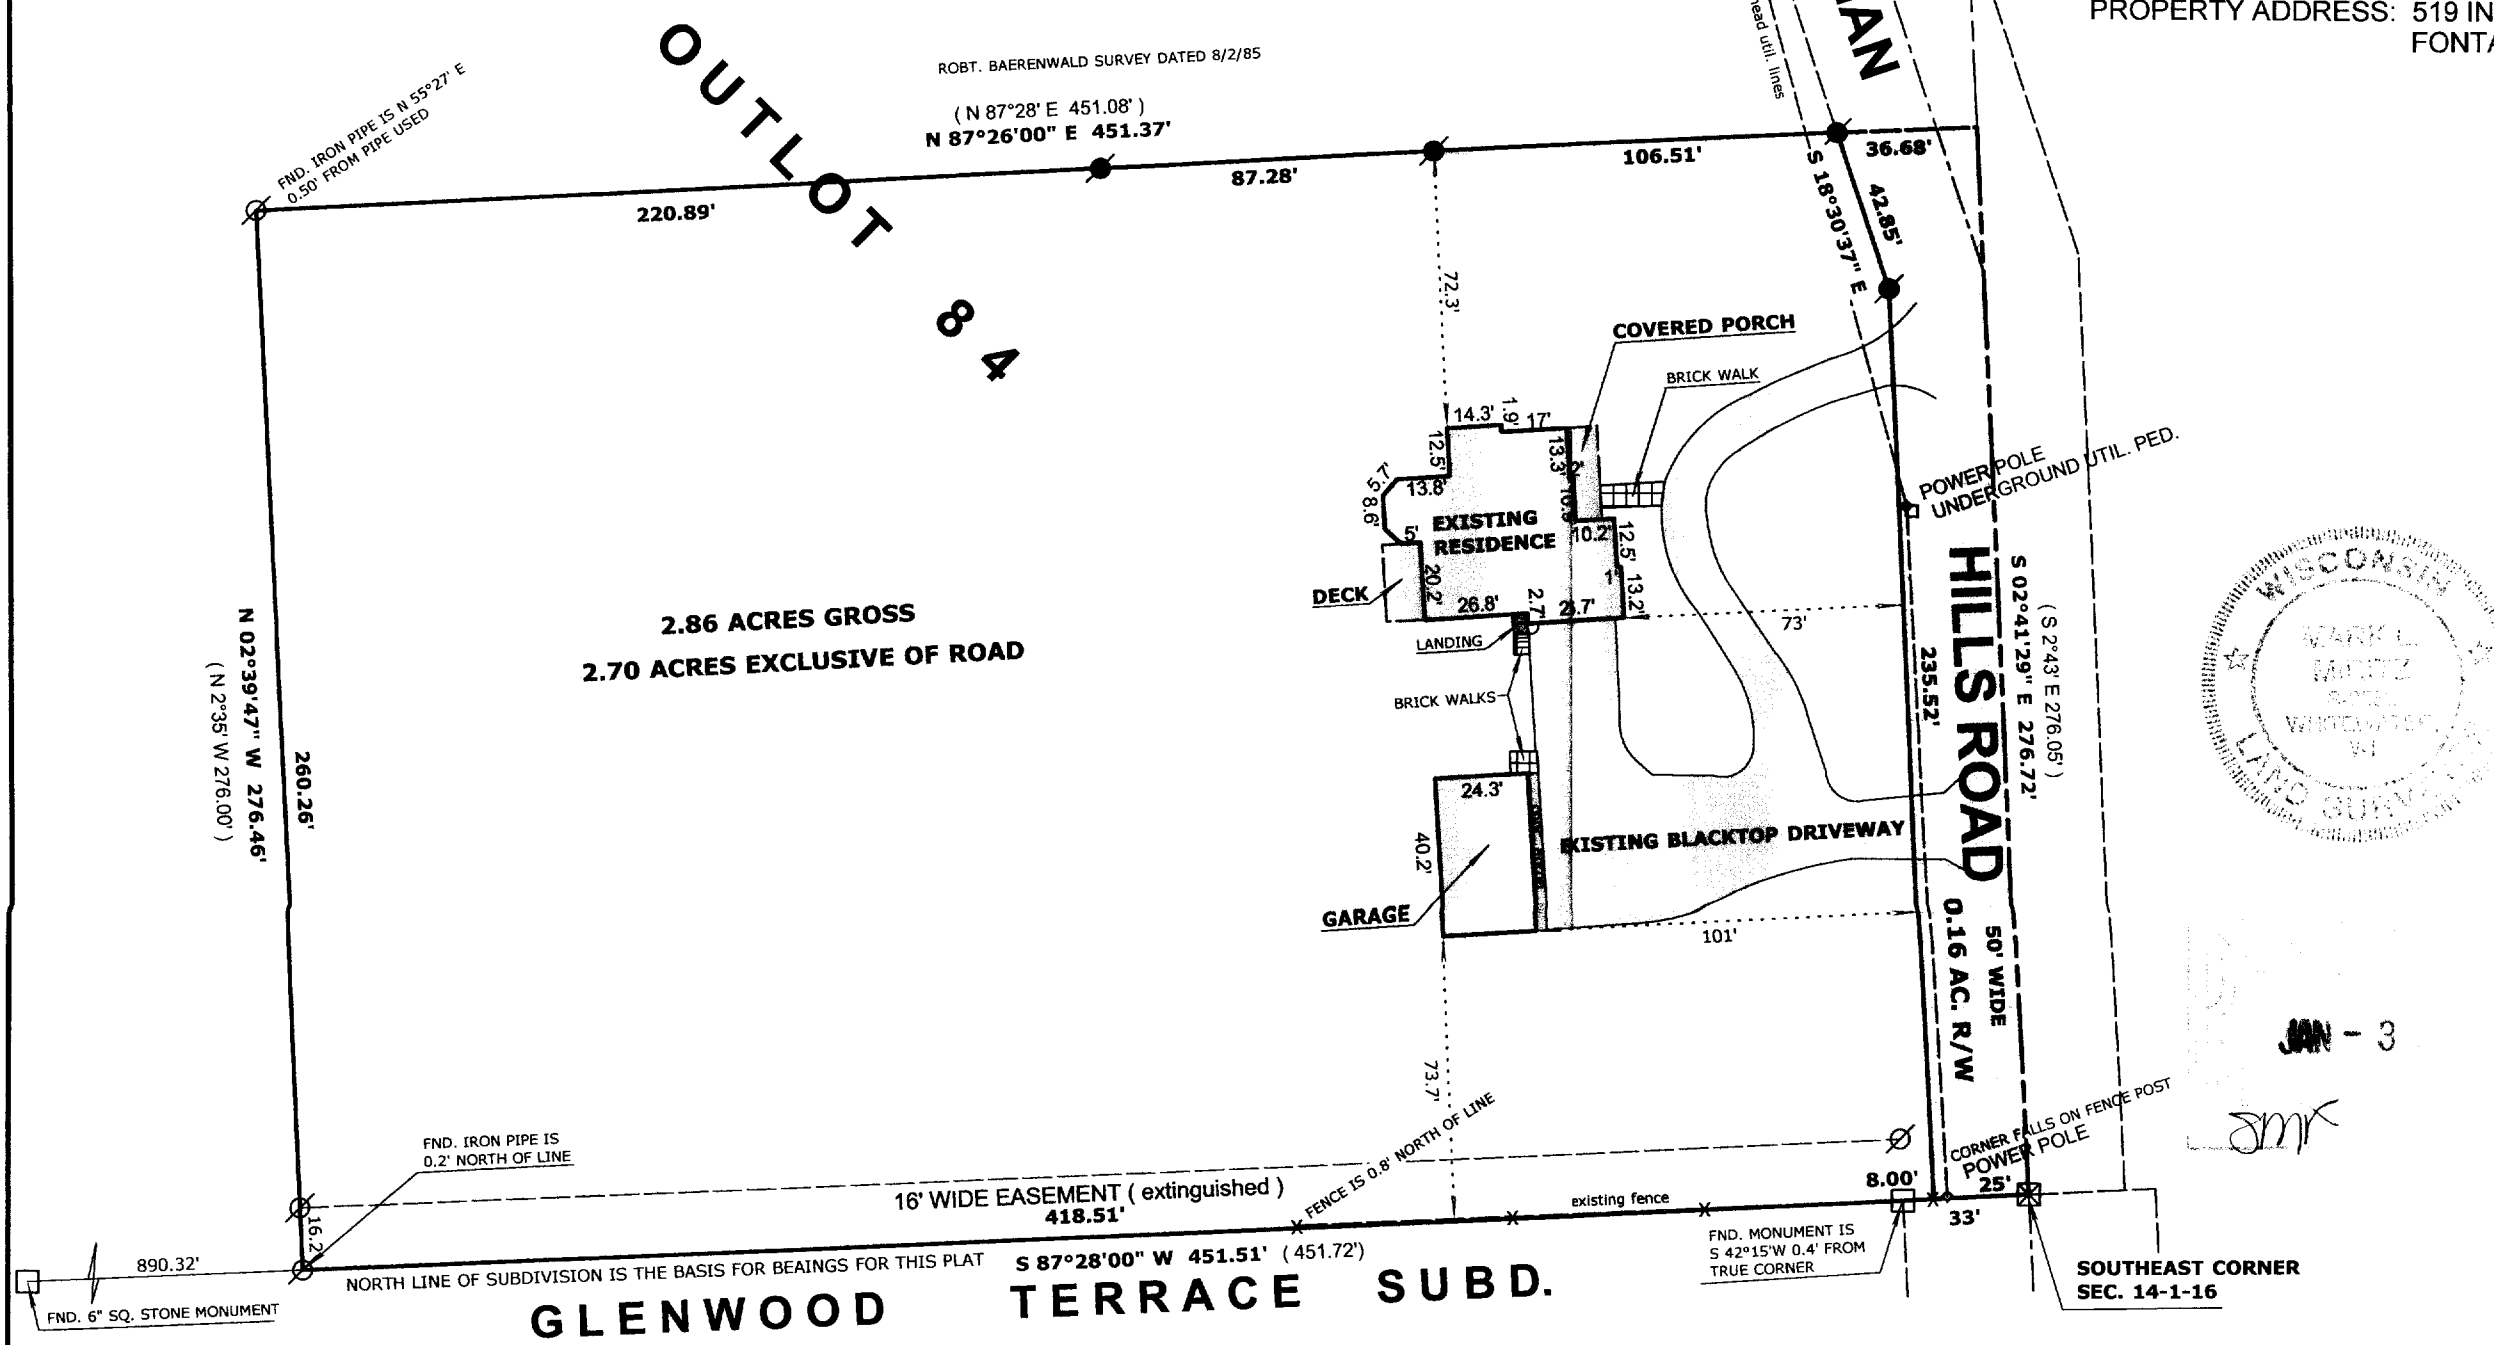 PROPERTY ADDRESS: 519 IN
FONTA
ROBT. BAERENWALD SURVEY DATED 8/2/85
( N 87°28' E 451.08' )
N 87°26'00" E 451.37'
FND. IRON PIPE IS N 55°27' E
0.50' FROM PIPE USED
OUTLOT 84
head util. lines
MAN
220.89'
87.28'
106.51'
36.68'
S 18°30'37" E
42.85'
72.3'
COVERED PORCH
BRICK WALK
14.3'
1.9'
17'
12.5'
13.3'
5.7'
13.8'
8.6'
5'
EXISTING
RESIDENCE
10.2'
12.5'
1'
13.2'
20.2'
26.8'
2.7'
DECK
LANDING
73'
BRICK WALKS
POWER POLE
UNDERGROUND UTIL. PED.
2.86 ACRES GROSS
2.70 ACRES EXCLUSIVE OF ROAD
N 02°39'47" W 276.46'
( N 2°35' W 276.00' )
260.26'
235.52'
HILLS ROAD
S 02°41'29" E 276.72'
( S 2°43' E 276.05' )
50' WIDE
0.16 AC. R/W
24.3'
40.2'
GARAGE
EXISTING BLACKTOP DRIVEWAY
101'
73.7'
WISCONSIN
MARK L.
WHITEWATER
WI
LAND SURVEYOR
JAN - 3
SMK
FND. IRON PIPE IS
0.2' NORTH OF LINE
16' WIDE EASEMENT ( extinguished )
418.51'
FENCE IS 0.8' NORTH OF LINE
existing fence
8.00'
25'
33'
CORNER FALLS ON FENCE POST
POWER POLE
16.2'
890.32'
FND. 6" SQ. STONE MONUMENT
NORTH LINE OF SUBDIVISION IS THE BASIS FOR BEAINGS FOR THIS PLAT
S 87°28'00" W 451.51' ( 451.72')
FND. MONUMENT IS
S 42°15'W 0.4' FROM
TRUE CORNER
SOUTHEAST CORNER
SEC. 14-1-16
GLENWOOD TERRACE SUBD.